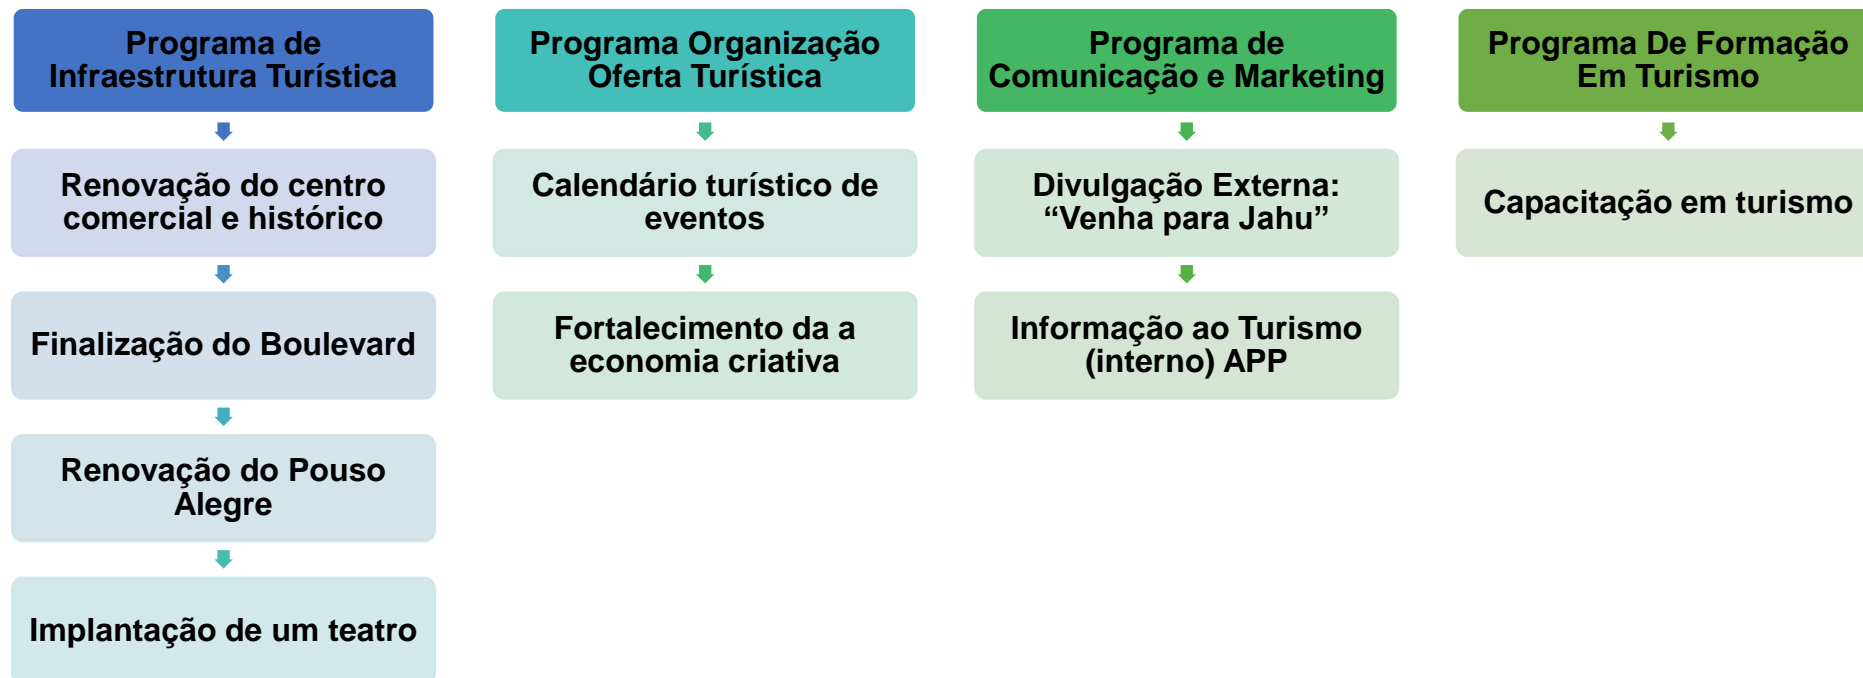 Programa de
Infraestrutura Turística
Renovação do centro
comercial e histórico
Finalização do Boulevard
Renovação do Pouso
Alegre
Implantação de um teatro
Programa Organização
Oferta Turística
Calendário turístico de
eventos
Fortalecimento da a
economia criativa
Programa de
Comunicação e Marketing
Divulgação Externa:
“Venha para Jahu”
Informação ao Turismo
(interno) APP
Programa De Formação
Em Turismo
Capacitação em turismo